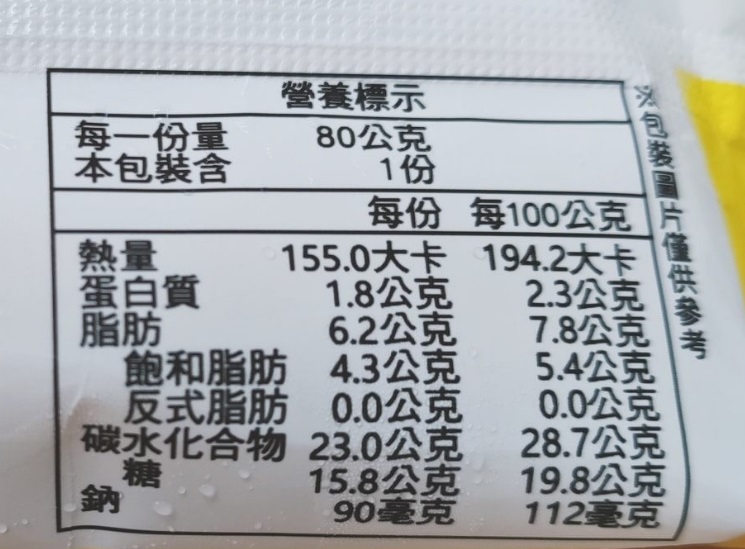 營養標示
每一份量 80公克
本包裝含 1份
每份 每100公克
熱量 155.0大卡 194.2大卡
蛋白質 1.8公克 2.3公克
脂肪 6.2公克 7.8公克
飽和脂肪 4.3公克 5.4公克
反式脂肪 0.0公克 0.0公克
碳水化合物 23.0公克 28.7公克
糖 15.8公克 19.8公克
鈉 90毫克 112毫克
※包裝圖片僅供參考